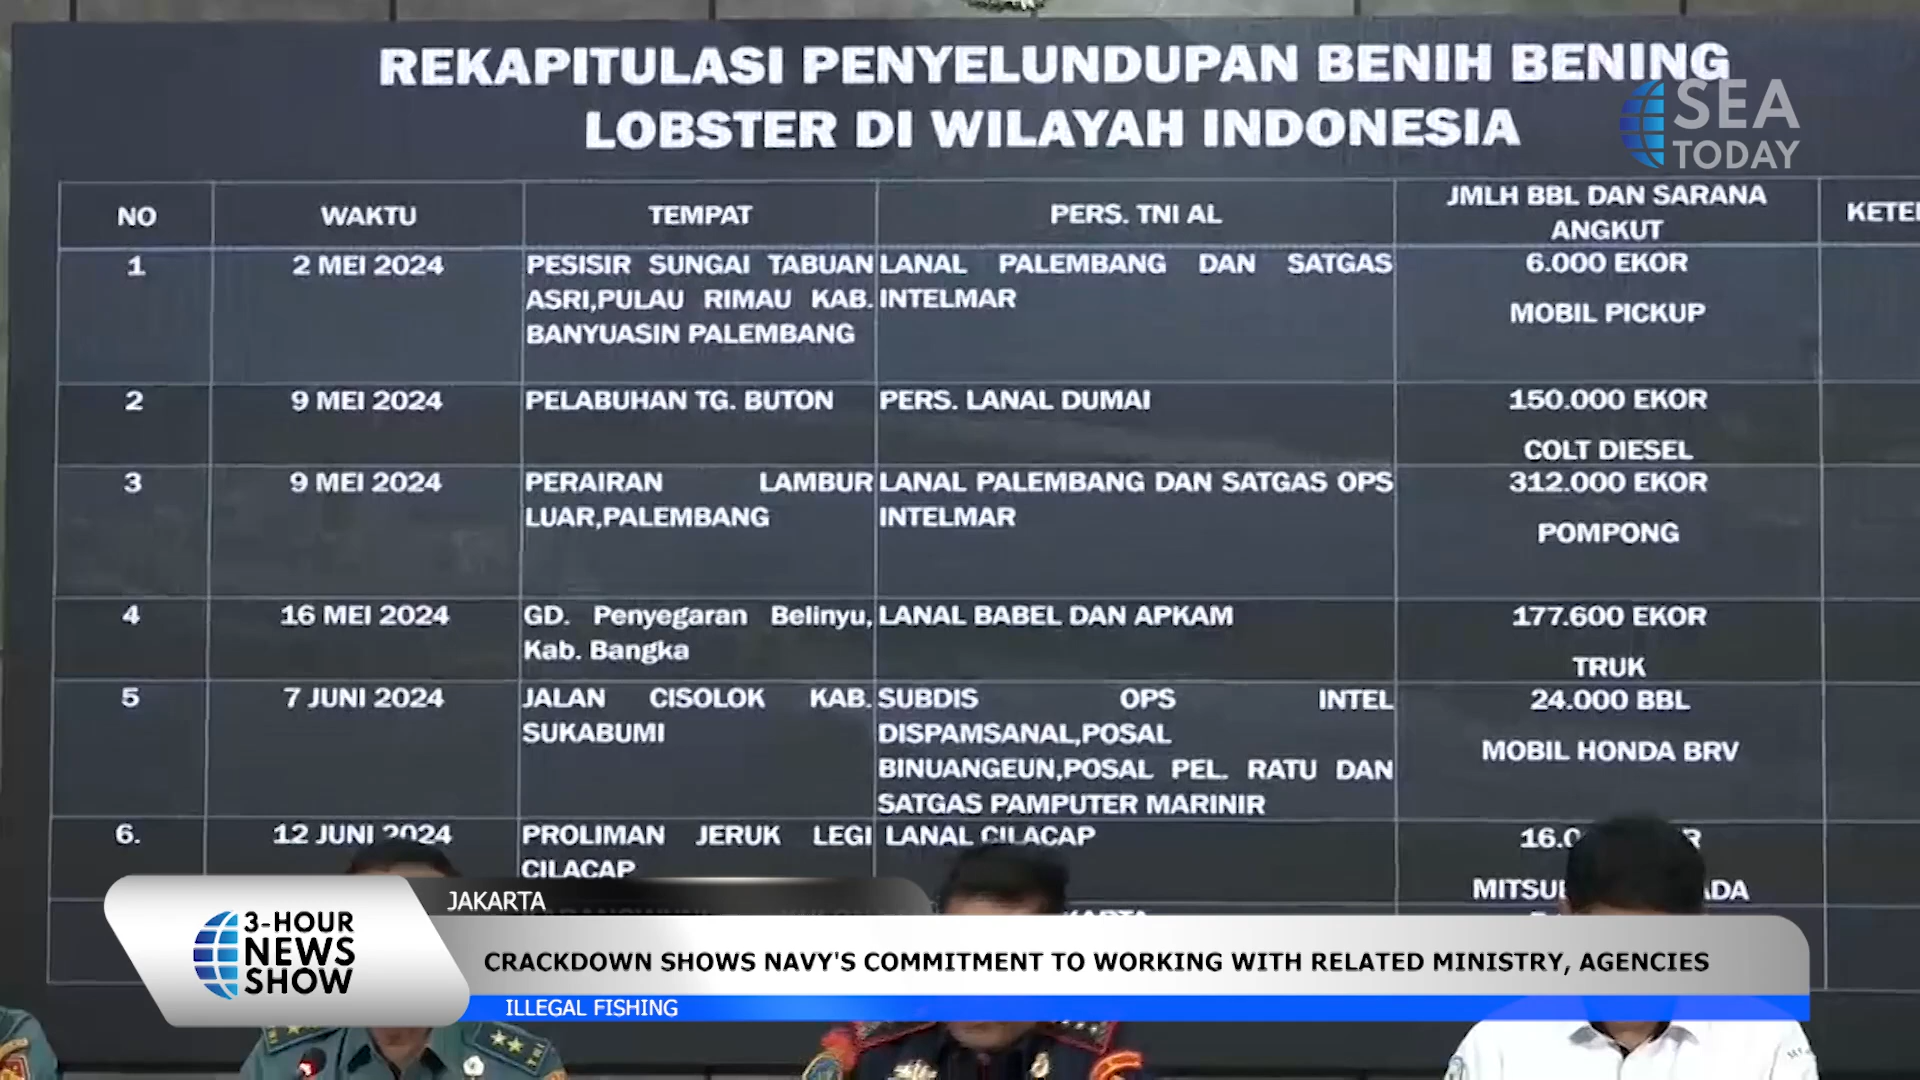 REKAPITULASI PENYELUNDUPAN BENIH BENING
LOBSTER DI WILAYAH INDONESIA
SEA
TODAY
NO WAKTU TEMPAT PERS. TNI AL JMLH BBL DAN SARANA
ANGKUT
1 2 MEI 2024 PESISIR SUNGAI TABUAN LANAL PALEMBANG DAN SATGAS 6.000 EKOR
ASRI,PULAU RIMAU KAB. INTELMAR MOBIL PICKUP
BANYUASIN PALEMBANG
2 9 MEI 2024 PELABUHAN TG. BUTON PERS. LANAL DUMAI 150.000 EKOR
COLT DIESEL
3 9 MEI 2024 PERAIRAN LAMBUR LANAL PALEMBANG DAN SATGAS OPS 312.000 EKOR
LUAR,PALEMBANG INTELMAR POMPONG
4 16 MEI 2024 GD. Penyegaran Belinyu, LANAL BABEL DAN APKAM 177.600 EKOR
Kab. Bangka TRUK
5 7 JUNI 2024 JALAN CISOLOK KAB. SUBDIS OPS INTEL 24.000 BBL
SUKABUMI DISPAMSANAL,POSAL MOBIL HONDA BRV
BINUANGEUN,POSAL PEL. RATU DAN
SATGAS PAMPUTER MARINIR
6. 12 JUNI 2024 PROLIMAN JERUK LEGI LANAL CILACAP
CILACAP
JAKARTA
3-HOUR
NEWS
SHOW
CRACKDOWN SHOWS NAVY'S COMMITMENT TO WORKING WITH RELATED MINISTRY, AGENCIES
ILLEGAL FISHING